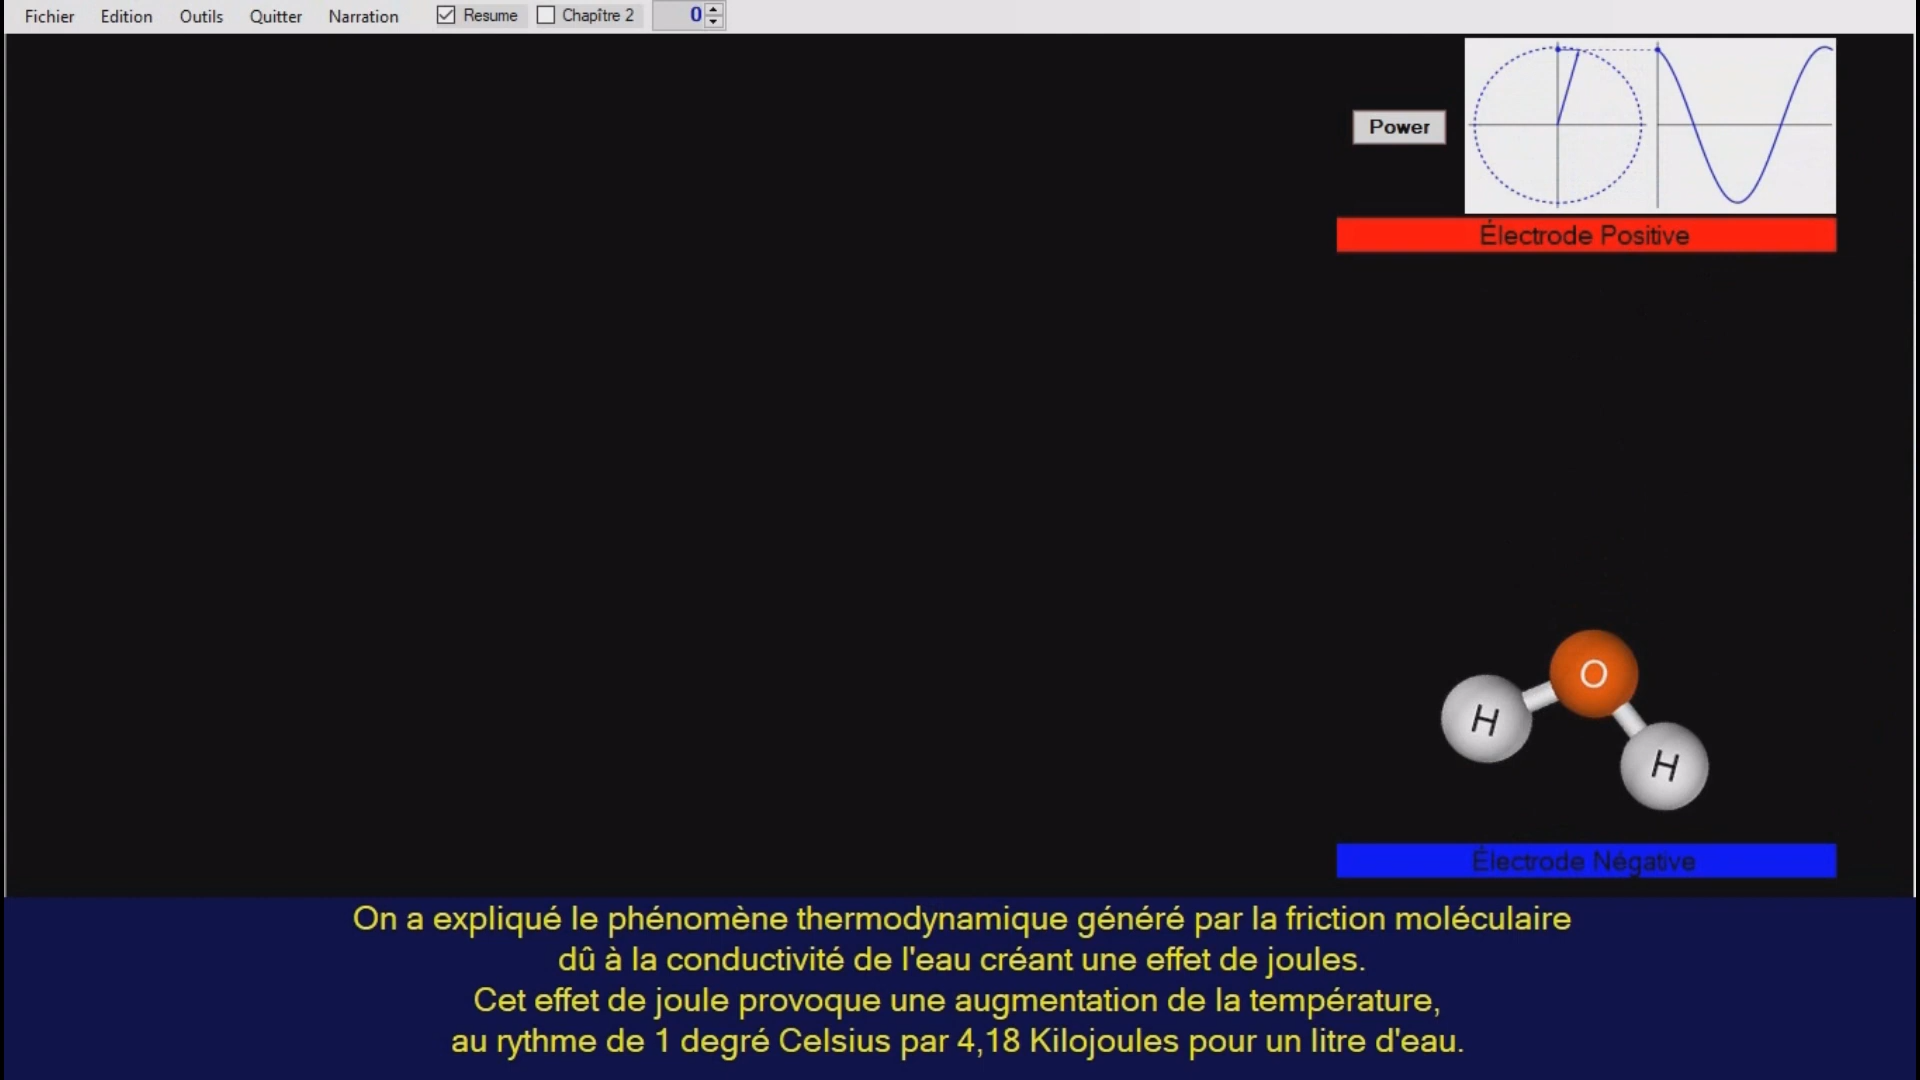 Fichier Edition Outils Quitter Narration Resume Chapître 2 0
Power
Électrode Positive
O
H
H
Électrode Négative
On a expliqué le phénomène thermodynamique généré par la friction moléculaire
dû à la conductivité de l'eau créant une effet de joules.
Cet effet de joule provoque une augmentation de la température,
au rythme de 1 degré Celsius par 4,18 Kilojoules pour un litre d'eau.